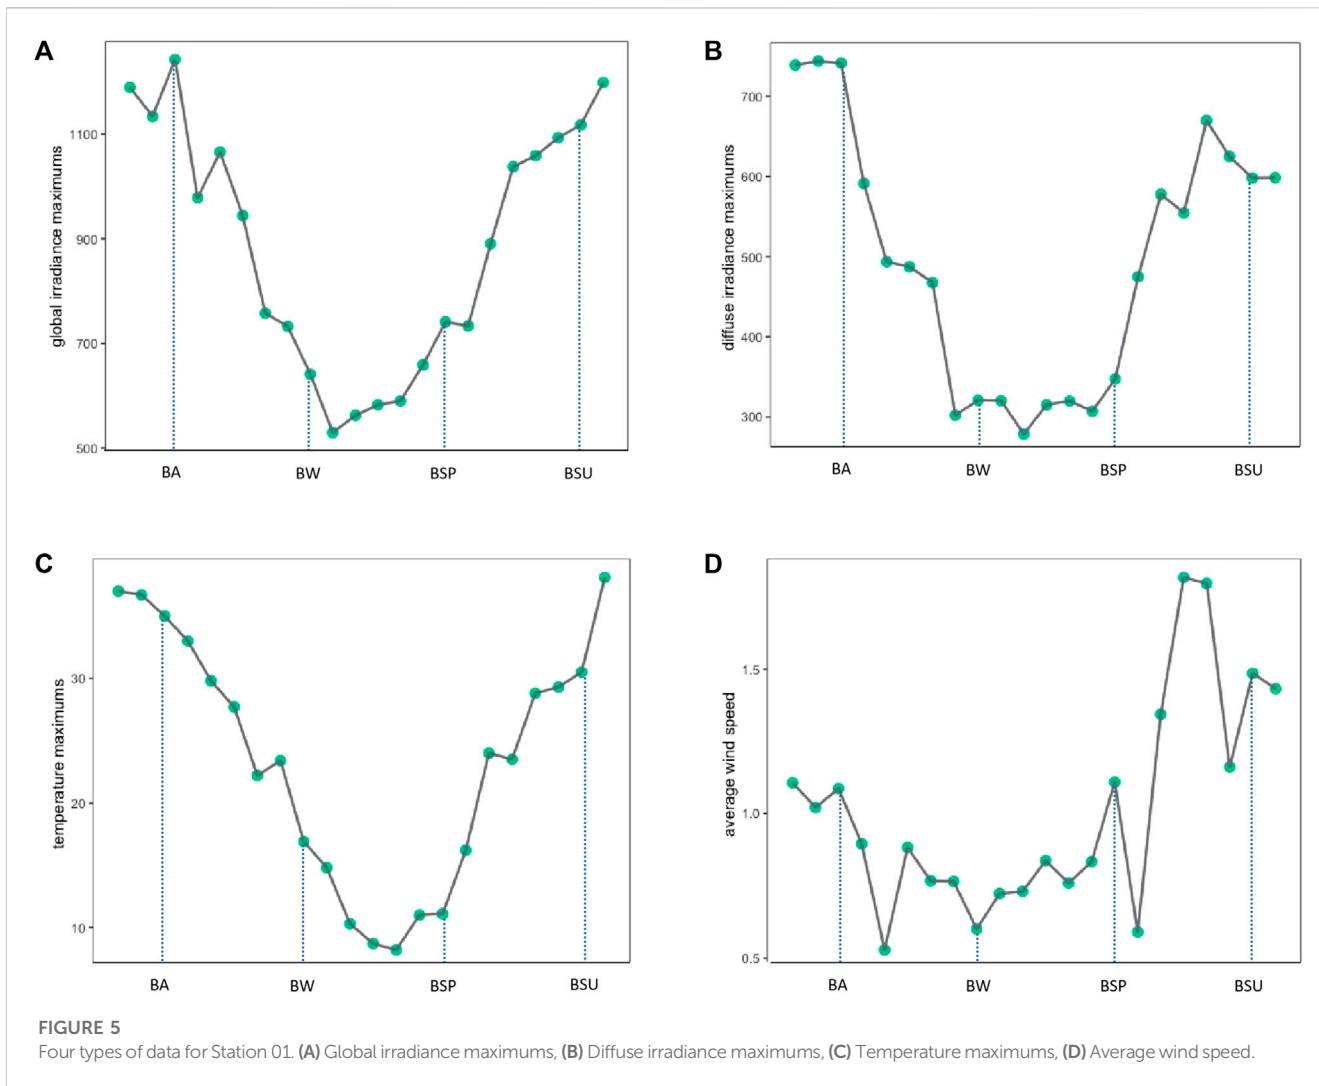 A
global irradiance maximums
1100
900
700
500
BA BW BSP BSU
B
diffuse irradiance maximums
700
600
500
400
300
BA BW BSP BSU
C
temperature maximums
30
20
10
BA BW BSP BSU
D
average wind speed
1.5
1.0
0.5
BA BW BSP BSU
FIGURE 5
Four types of data for Station 01. (A) Global irradiance maximums, (B) Diffuse irradiance maximums, (C) Temperature maximums, (D) Average wind speed.